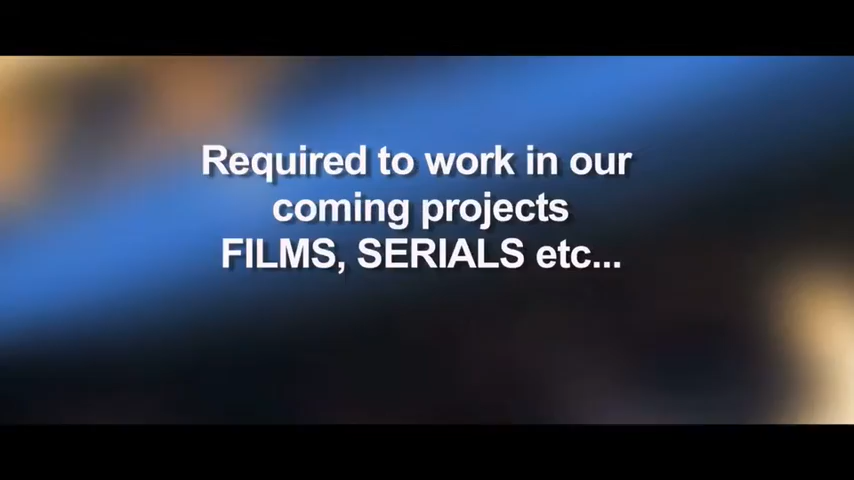 Required to work in our
coming projects
FILMS, SERIALS etc...